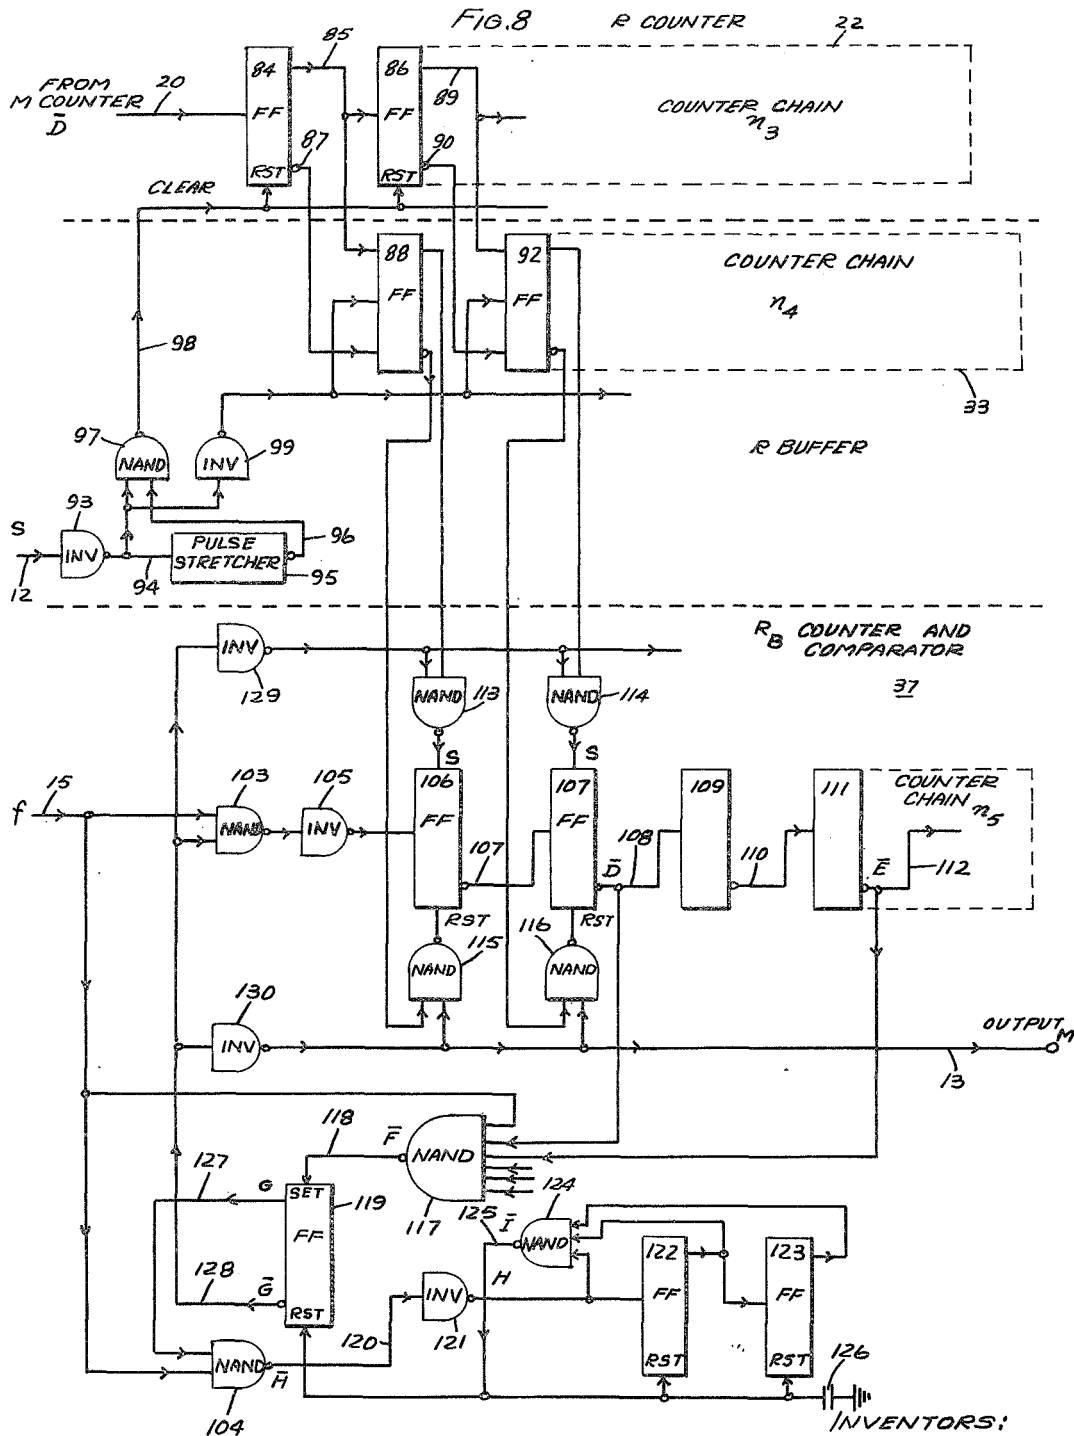 FIG. 8
R COUNTER
22
85
84
FF
RST
86
FF
RST
89
FROM
M COUNTER
D̅
20
COUNTER CHAIN
n3
87
90
CLEAR
88
FF
92
FF
COUNTER CHAIN
n4
98
33
97
NAND
INV
99
R BUFFER
93
S
INV
12
94
PULSE
STRETCHER
95
96
RB COUNTER AND
COMPARATOR
37
INV
129
NAND
113
NAND
114
S
S
15
f
103
NAND
105
INV
106
FF
107
FF
109
111
COUNTER
CHAIN n5
107
D̅
108
110
E̅
112
RST
RST
115
NAND
116
NAND
130
INV
OUTPUT M
13
118
F̅
NAND
117
127
G
SET
FF
RST
119
128
G̅
124
125
I̅
NAND
H
122
FF
RST
123
FF
RST
INV
121
120
NAND
H̅
104
126
INVENTORS: